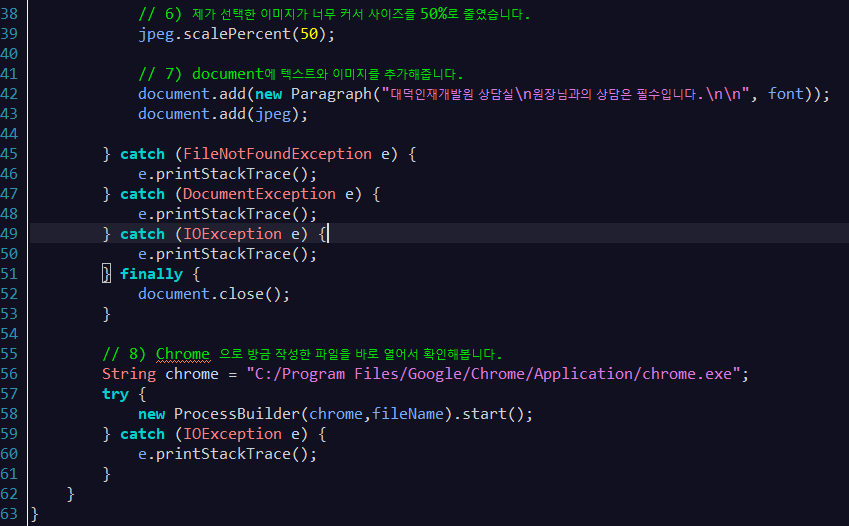 38 // 6) 제가 선택한 이미지가 너무 커서 사이즈를 50%로 줄였습니다.
39 jpeg.scalePercent(50);
40
41 // 7) document에 텍스트와 이미지를 추가해줍니다.
42 document.add(new Paragraph("대덕인재개발원 상담실\n원장님과의 상담은 필수입니다.\n\n", font));
43 document.add(jpeg);
44
45 } catch (FileNotFoundException e) {
46 e.printStackTrace();
47 } catch (DocumentException e) {
48 e.printStackTrace();
49 } catch (IOException e) {
50 e.printStackTrace();
51 } finally {
52 document.close();
53 }
54
55 // 8) Chrome 으로 방금 작성한 파일을 바로 열어서 확인해봅니다.
56 String chrome = "C:/Program Files/Google/Chrome/Application/chrome.exe";
57 try {
58 new ProcessBuilder(chrome,fileName).start();
59 } catch (IOException e) {
60 e.printStackTrace();
61 }
62 }
63 }